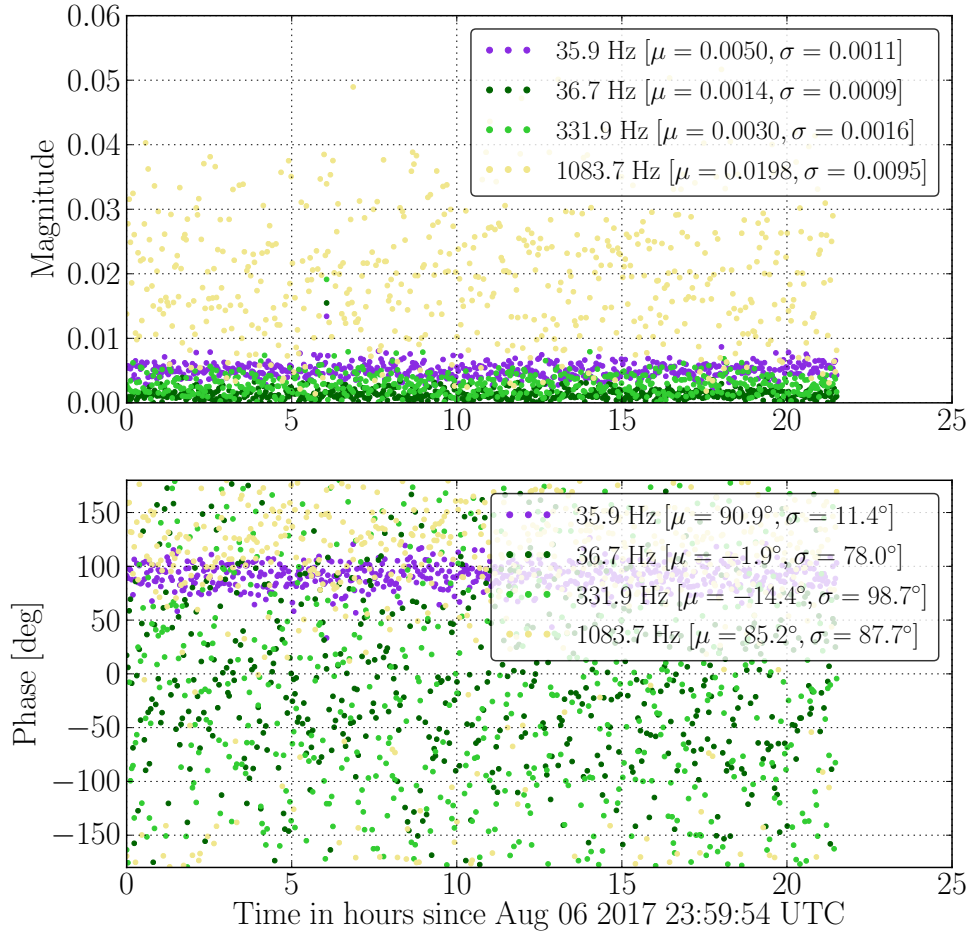 0.06
0.05
0.04
0.03
0.02
0.01
0.00
Magnitude
35.9 Hz [μ = 0.0050, σ = 0.0011]
36.7 Hz [μ = 0.0014, σ = 0.0009]
331.9 Hz [μ = 0.0030, σ = 0.0016]
1083.7 Hz [μ = 0.0198, σ = 0.0095]
0 5 10 15 20 25
150
100
50
0
−50
−100
−150
Phase [deg]
35.9 Hz [μ = 90.9°, σ = 11.4°]
36.7 Hz [μ = −1.9°, σ = 78.0°]
331.9 Hz [μ = −14.4°, σ = 98.7°]
1083.7 Hz [μ = 85.2°, σ = 87.7°]
0 5 10 15 20 25
Time in hours since Aug 06 2017 23:59:54 UTC